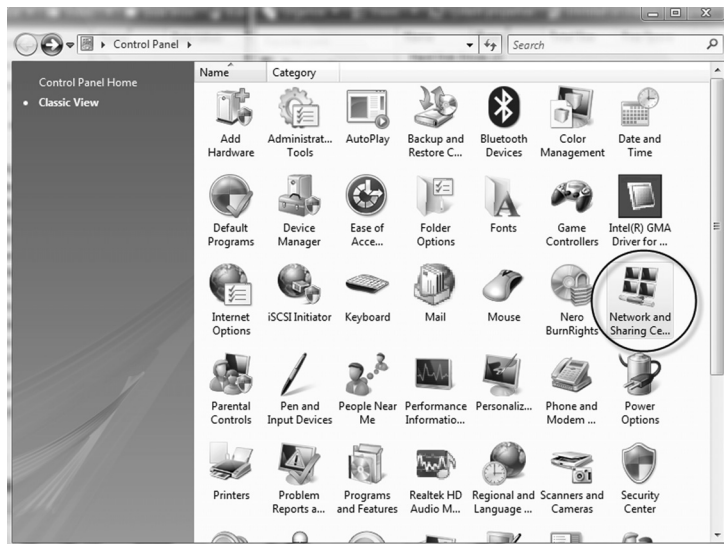 Control Panel
Search
Control Panel Home
Classic View
Name Category
Add Administrat... AutoPlay Backup and Bluetooth Color Date and
Hardware Tools Restore C... Devices Management Time
Default Device Ease of Folder Fonts Game Intel(R) GMA
Programs Manager Acce... Options Controllers Driver for ...
Internet iSCSI Initiator Keyboard Mail Mouse Nero Network and
Options BurnRights Sharing Ce...
Parental Pen and People Near Performance Personaliz... Phone and Power
Controls Input Devices Me Informatio... Modem ... Options
Printers Problem Programs Realtek HD Regional and Scanners and Security
Reports a... and Features Audio M... Language ... Cameras Center